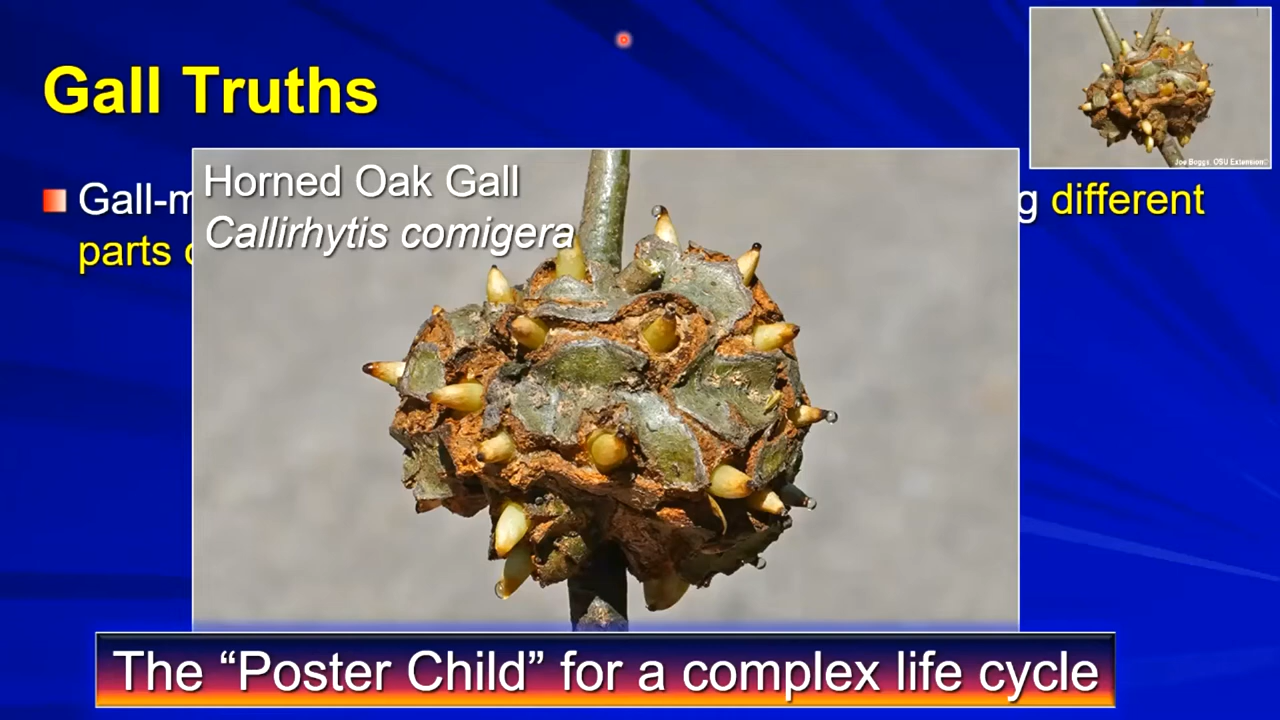 Gall Truths
Joe Boggs, OSU Extension©
Horned Oak Gall
Callirhytis comigera
Gall-m g different
parts
The “Poster Child” for a complex life cycle